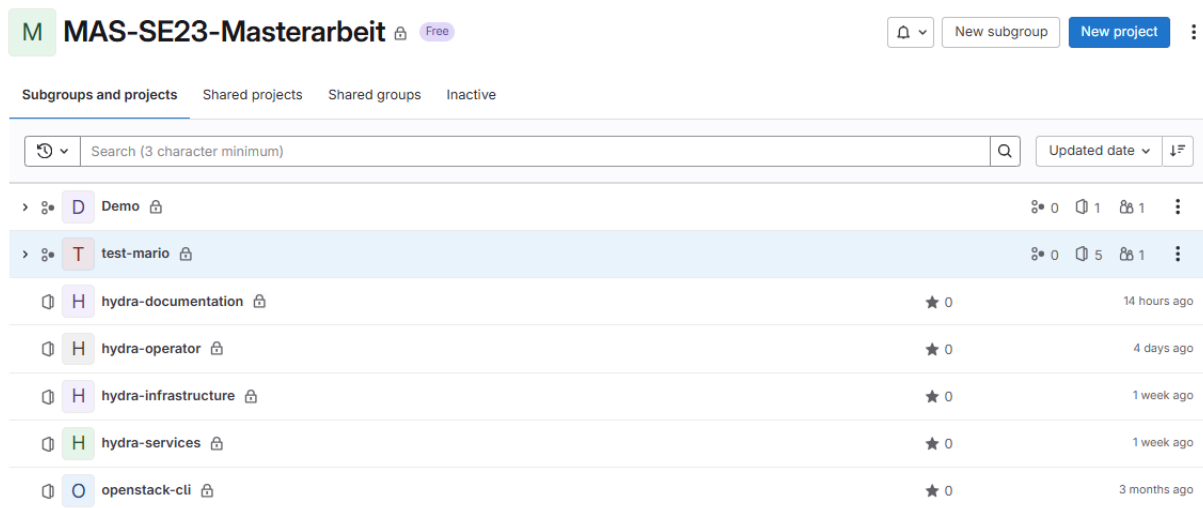 M MAS-SE23-Masterarbeit Free New subgroup New project
Subgroups and projects Shared projects Shared groups Inactive
Search (3 character minimum) Updated date
D Demo 0 1 1
T test-mario 0 5 1
H hydra-documentation 0 14 hours ago
H hydra-operator 0 4 days ago
H hydra-infrastructure 0 1 week ago
H hydra-services 0 1 week ago
O openstack-cli 0 3 months ago